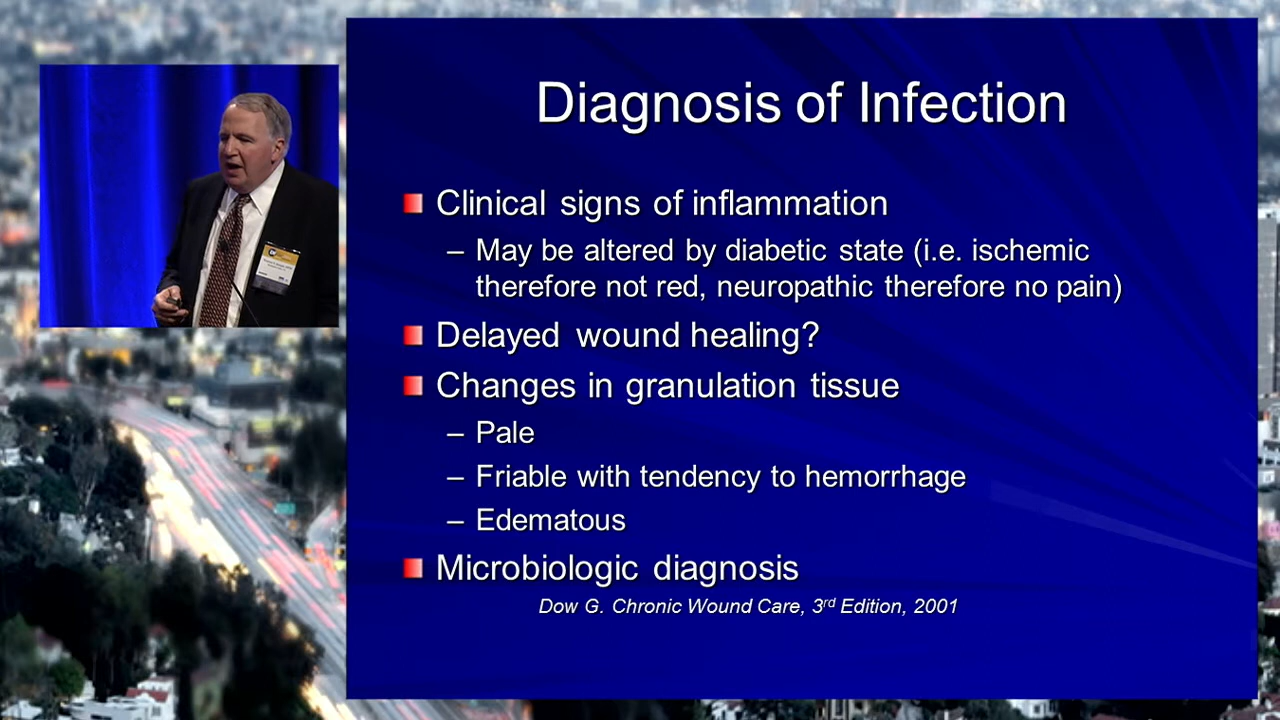 Diagnosis of Infection
Clinical signs of inflammation
– May be altered by diabetic state (i.e. ischemic
therefore not red, neuropathic therefore no pain)
Delayed wound healing?
Changes in granulation tissue
– Pale
– Friable with tendency to hemorrhage
– Edematous
Microbiologic diagnosis
Dow G. Chronic Wound Care, 3rd Edition, 2001